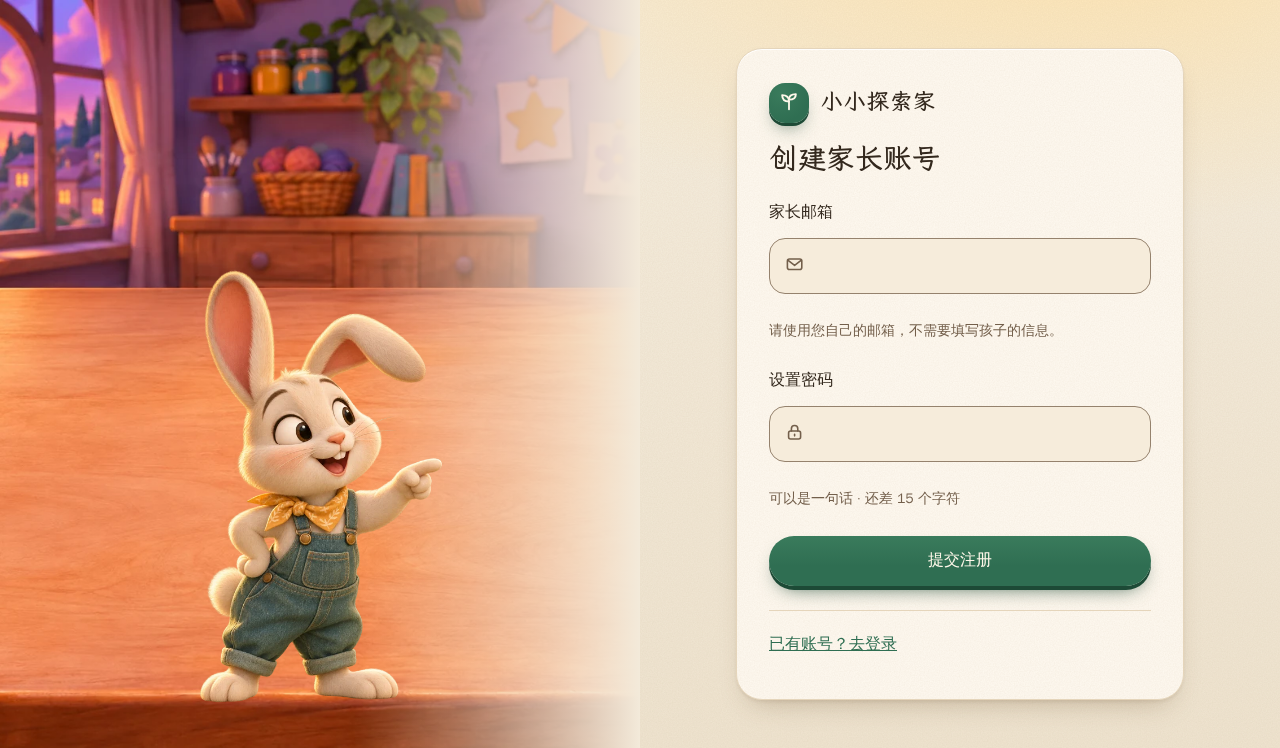 小小探索家
创建家长账号
家长邮箱
请使用您自己的邮箱，不需要填写孩子的信息。
设置密码
可以是一句话 · 还差 15 个字符
提交注册
已有账号？去登录